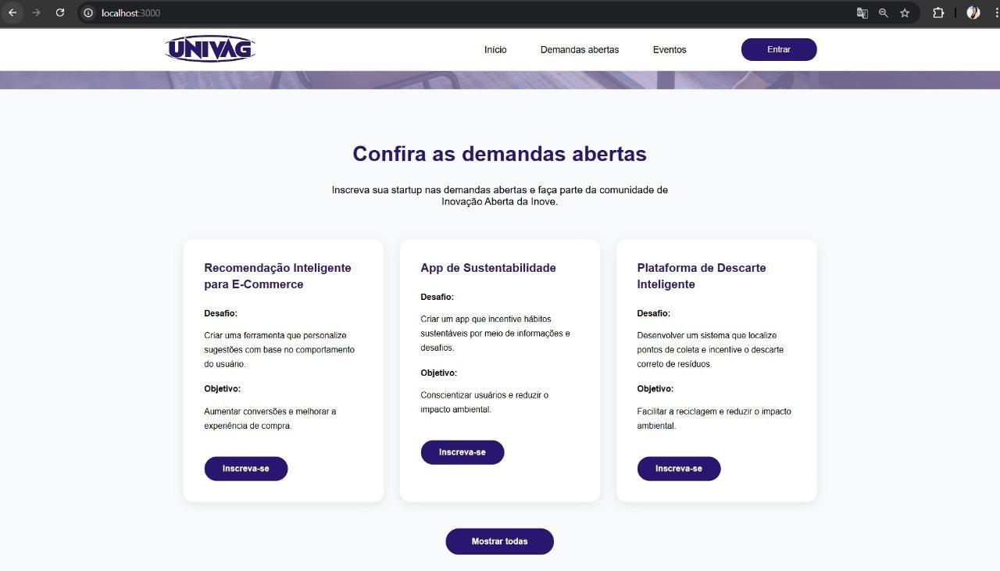 localhost:3000
UNIVAG
Início Demandas abertas Eventos Entrar
Confira as demandas abertas
Inscreva sua startup nas demandas abertas e faça parte da comunidade de
Inovação Aberta da Inove.
Recomendação Inteligente
para E-Commerce
Desafio:
Criar uma ferramenta que personalize
sugestões com base no comportamento
do usuário.
Objetivo:
Aumentar conversões e melhorar a
experiência de compra.
Inscreva-se
App de Sustentabilidade
Desafio:
Criar um app que incentive hábitos
sustentáveis por meio de informações e
desafios.
Objetivo:
Conscientizar usuários e reduzir o
impacto ambiental.
Inscreva-se
Plataforma de Descarte
Inteligente
Desafio:
Desenvolver um sistema que localize
pontos de coleta e incentive o descarte
correto de resíduos.
Objetivo:
Facilitar a reciclagem e reduzir o impacto
ambiental.
Inscreva-se
Mostrar todas